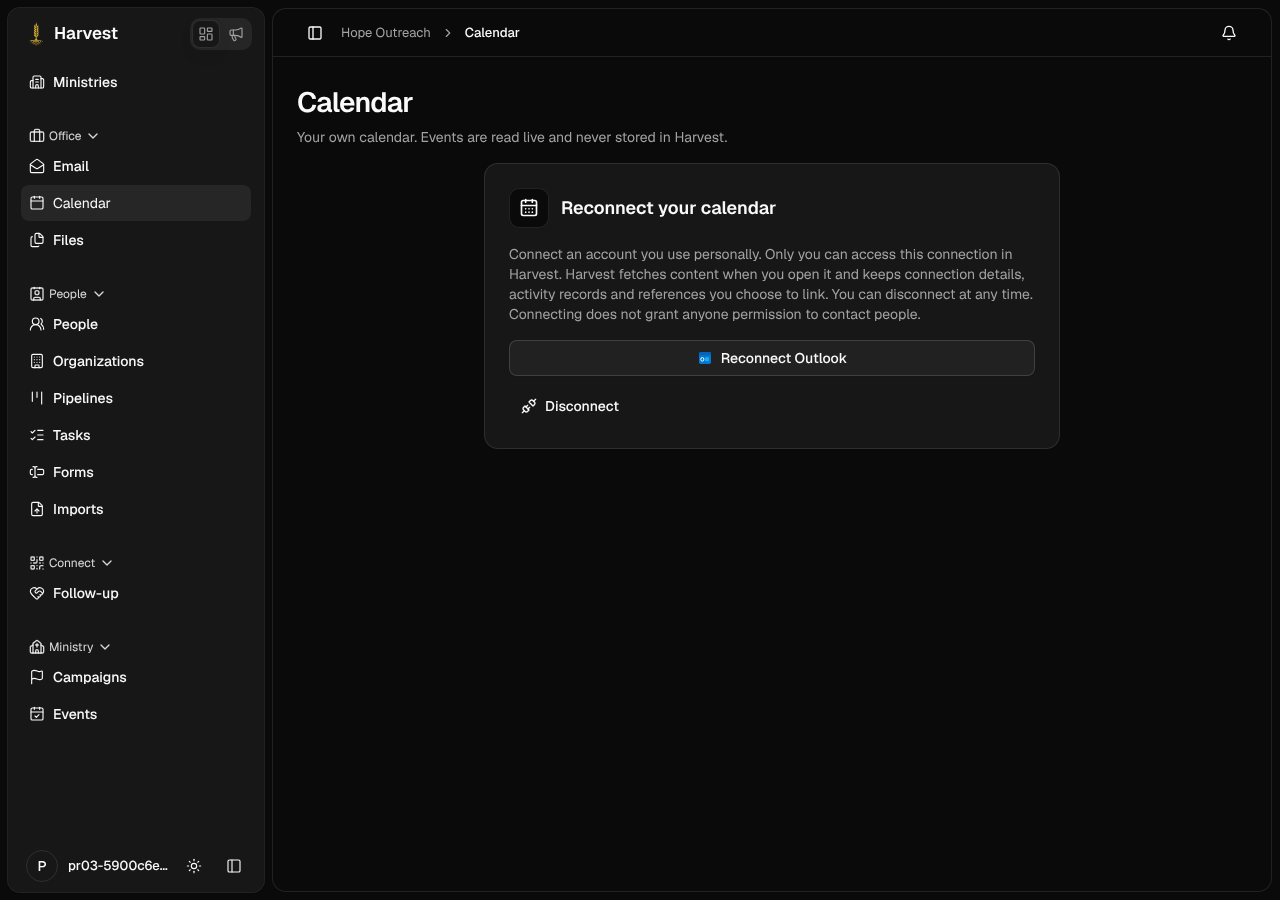 Harvest
Ministries
Office
Email
Calendar
Files
People
People
Organizations
Pipelines
Tasks
Forms
Imports
Connect
Follow-up
Ministry
Campaigns
Events
P
pr03-5900c6e...
Hope Outreach > Calendar
Calendar
Your own calendar. Events are read live and never stored in Harvest.
Reconnect your calendar
Connect an account you use personally. Only you can access this connection in
Harvest. Harvest fetches content when you open it and keeps connection details,
activity records and references you choose to link. You can disconnect at any time.
Connecting does not grant anyone permission to contact people.
Reconnect Outlook
Disconnect